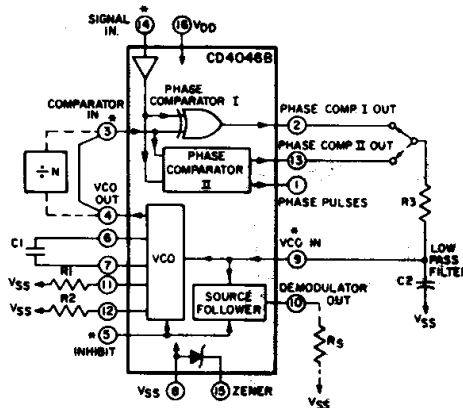 *
SIGNAL IN.
14
16
VDD
CD4046B
PHASE COMPARATOR I
COMPARATOR IN
*
3
PHASE COMP. I OUT
2
PHASE COMP. II OUT
13
PHASE COMPARATOR II
1
PHASE PULSES
÷ N
VCO OUT
4
R3
*
VCO IN
9
LOW PASS FILTER
C2
VSS
C1
6
7
VCO
VSS
R1
11
VSS
R2
12
SOURCE FOLLOWER
DEMODULATOR OUT
10
RS
VSS
*
5
INHIBIT
VSS
8
15
ZENER